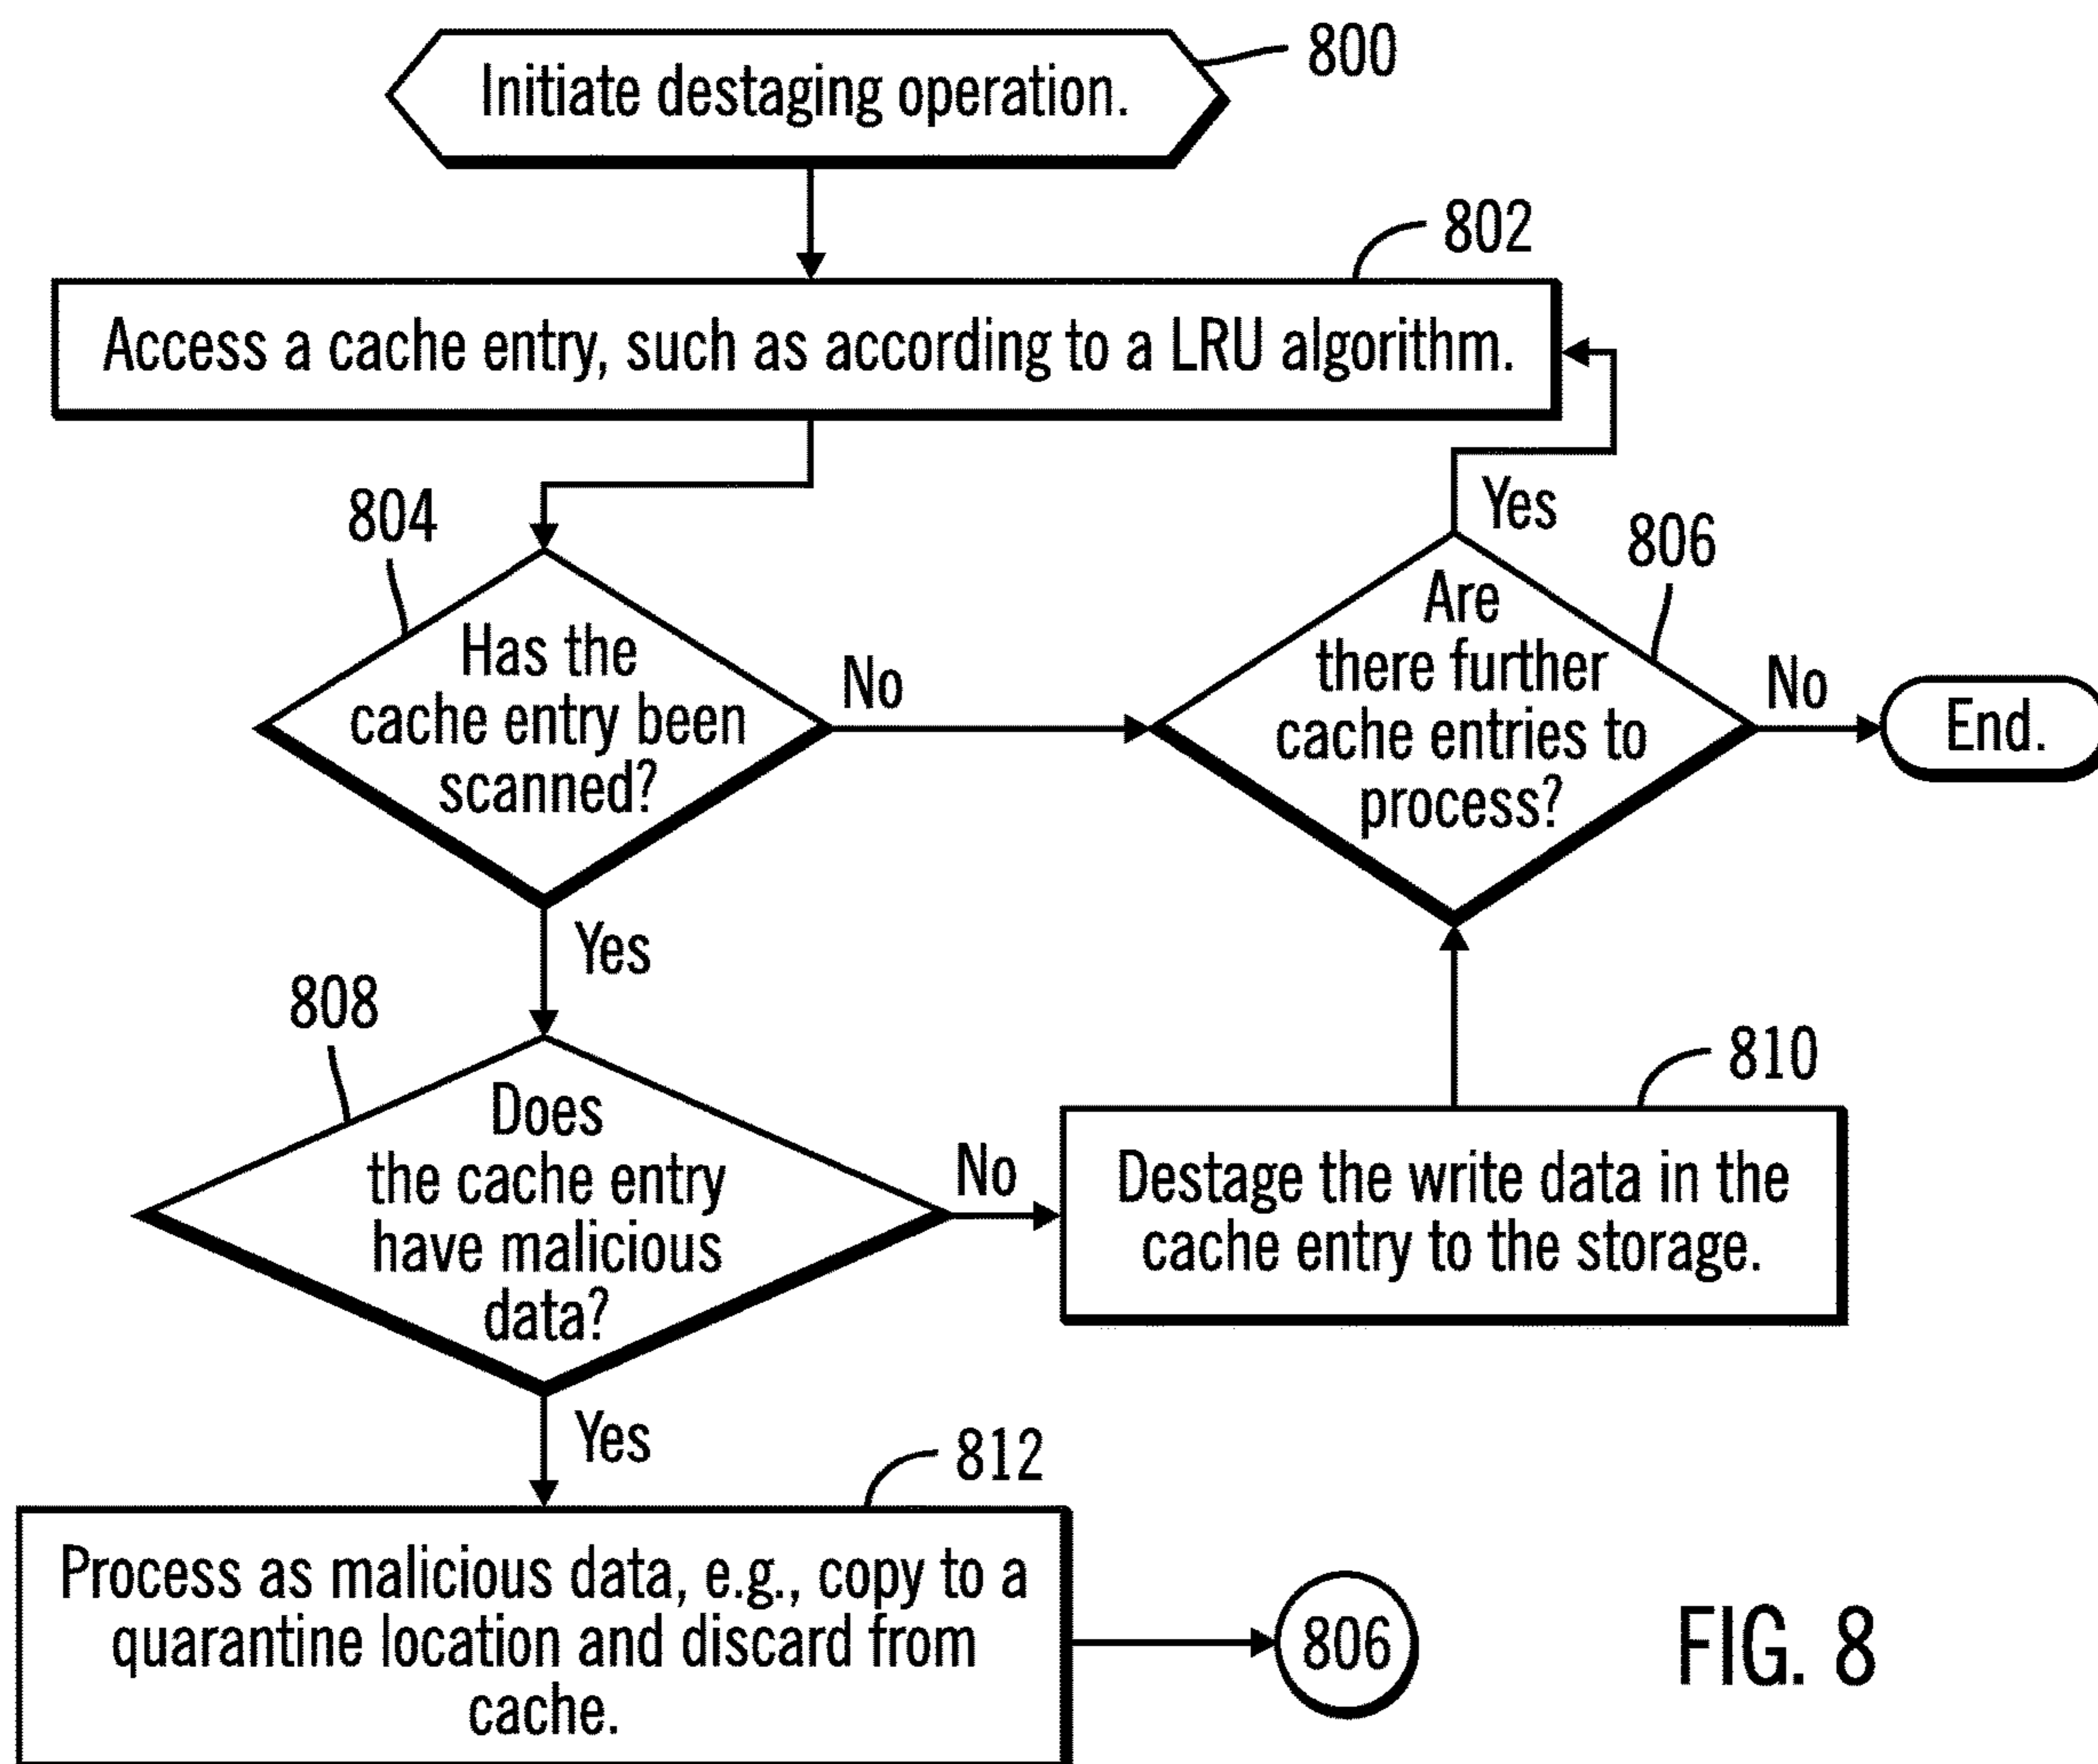 Initiate destaging operation.
800
802
Access a cache entry, such as according to a LRU algorithm.
804
Has the
cache entry been
scanned?
No
Yes
806
Are
there further
cache entries to
process?
Yes
No
End.
808
Does
the cache entry
have malicious
data?
No
Yes
810
Destage the write data in the
cache entry to the storage.
812
Process as malicious data, e.g., copy to a
quarantine location and discard from
cache.
806
FIG. 8